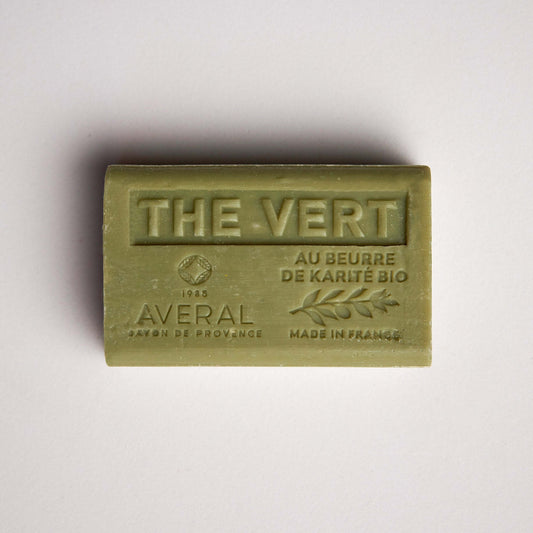 THE VERT
AU BEURRE
DE KARITÉ BIO
1985
AVERAL
SAVON DE PROVENCE
MADE IN FRANCE